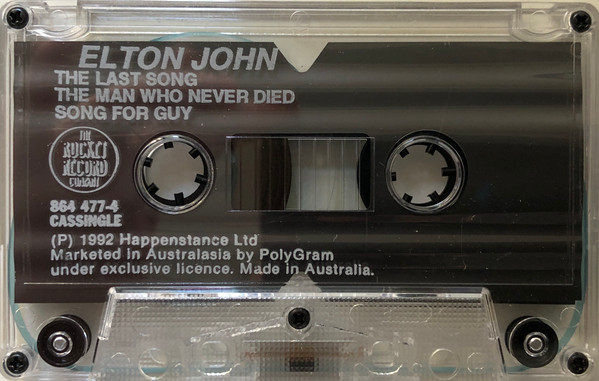 ELTON JOHN
THE LAST SONG
THE MAN WHO NEVER DIED
SONG FOR GUY
THE
ROCKET
RECORD
COMPANY
864 477-4
CASSINGLE
(P) 1992 Happenstance Ltd
Marketed in Australasia by PolyGram
under exclusive licence. Made in Australia.